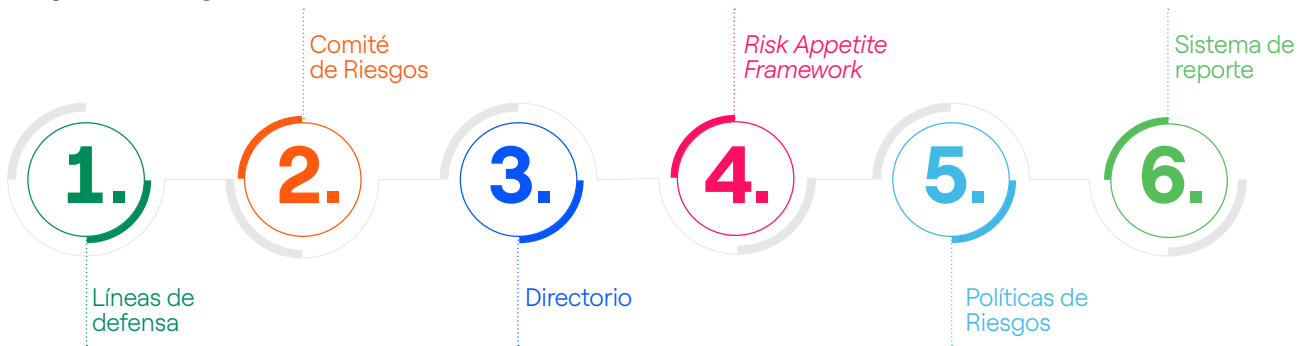 1.
Líneas de
defensa
2.
Comité
de Riesgos
3.
Directorio
4.
Risk Appetite
Framework
5.
Políticas de
Riesgos
6.
Sistema de
reporte